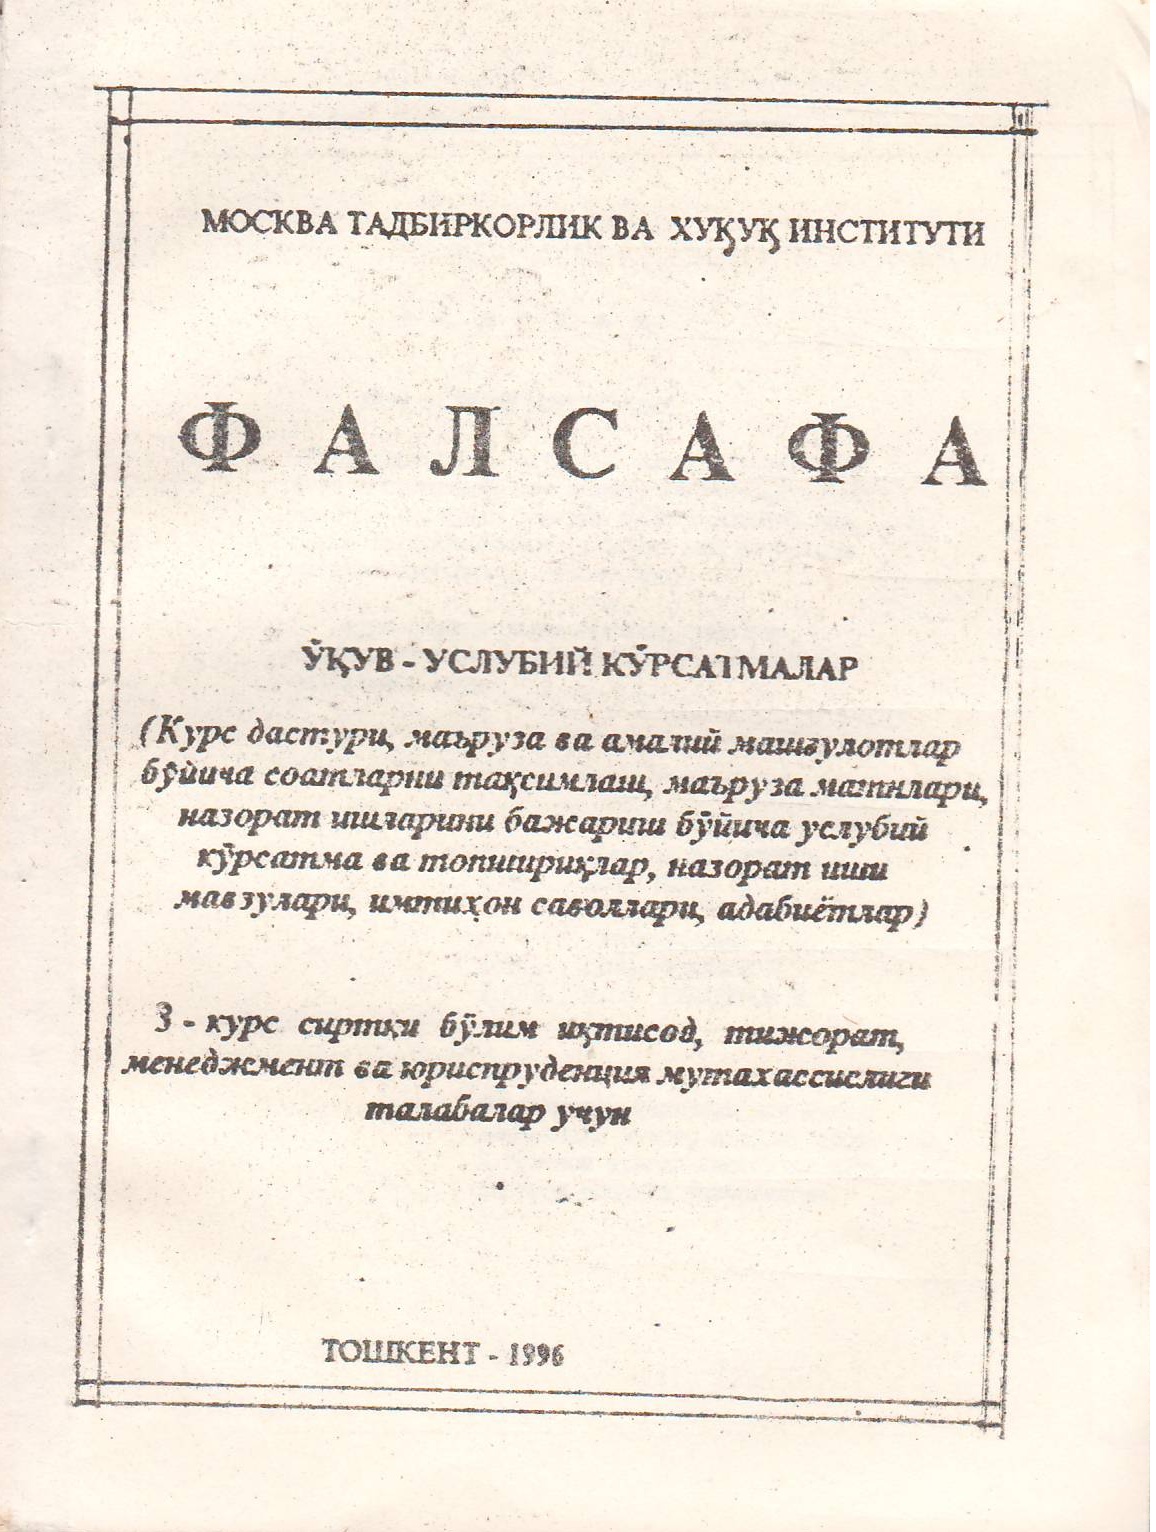 МОСКВА ТАДБИРКОРЛИК ВА ХУҚУҚ ИНСТИТУТИ
ФАЛСАФА
ЎҚУВ - УСЛУБИЙ КЎРСАТМАЛАР
(Курс дастури, маъруза ва амалий машғулотлар
бўйича соатларни тақсимлаш, маъруза матнлари,
назорат ишларини бажариш бўйича услубий
кўрсатма ва топшириқлар, назорат иши
мавзулари, имтиҳон саволлари, адабиётлар)
3 - курс сиртқи бўлим иқтисод, тижорат,
менеджмент ва юриспруденция мутахассислиги
талабалар учун
ТОШКЕНТ - 1996